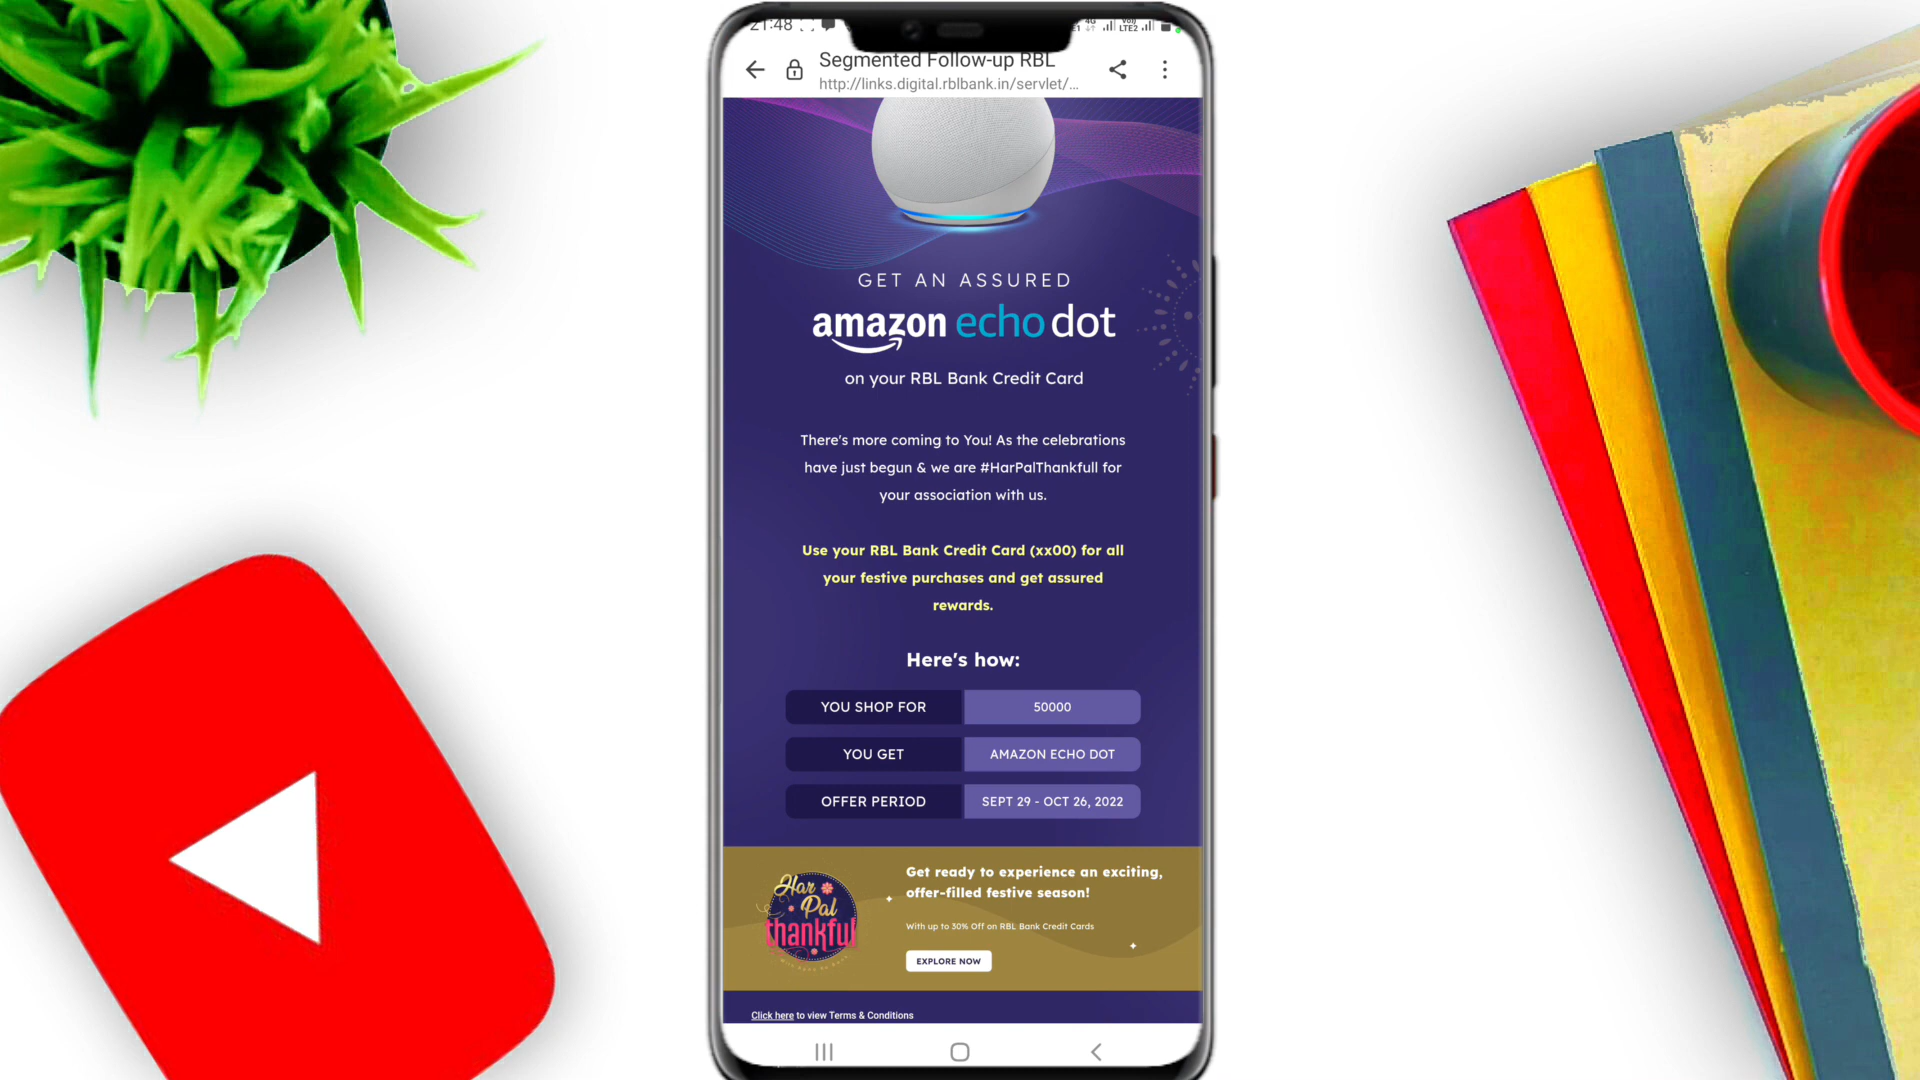 21:48
4G
LTE2
Segmented Follow-up RBL
http://links.digital.rblbank.in/servlet/...
GET AN ASSURED
amazon echo dot
on your RBL Bank Credit Card
There's more coming to You! As the celebrations
have just begun & we are #HarPalThankfull for
your association with us.
Use your RBL Bank Credit Card (xx00) for all
your festive purchases and get assured
rewards.
Here's how:
YOU SHOP FOR 50000
YOU GET AMAZON ECHO DOT
OFFER PERIOD SEPT 29 - OCT 26, 2022
Har
Pal
thankful
Get ready to experience an exciting,
offer-filled festive season!
With up to 30% Off on RBL Bank Credit Cards
EXPLORE NOW
Click here to view Terms & Conditions